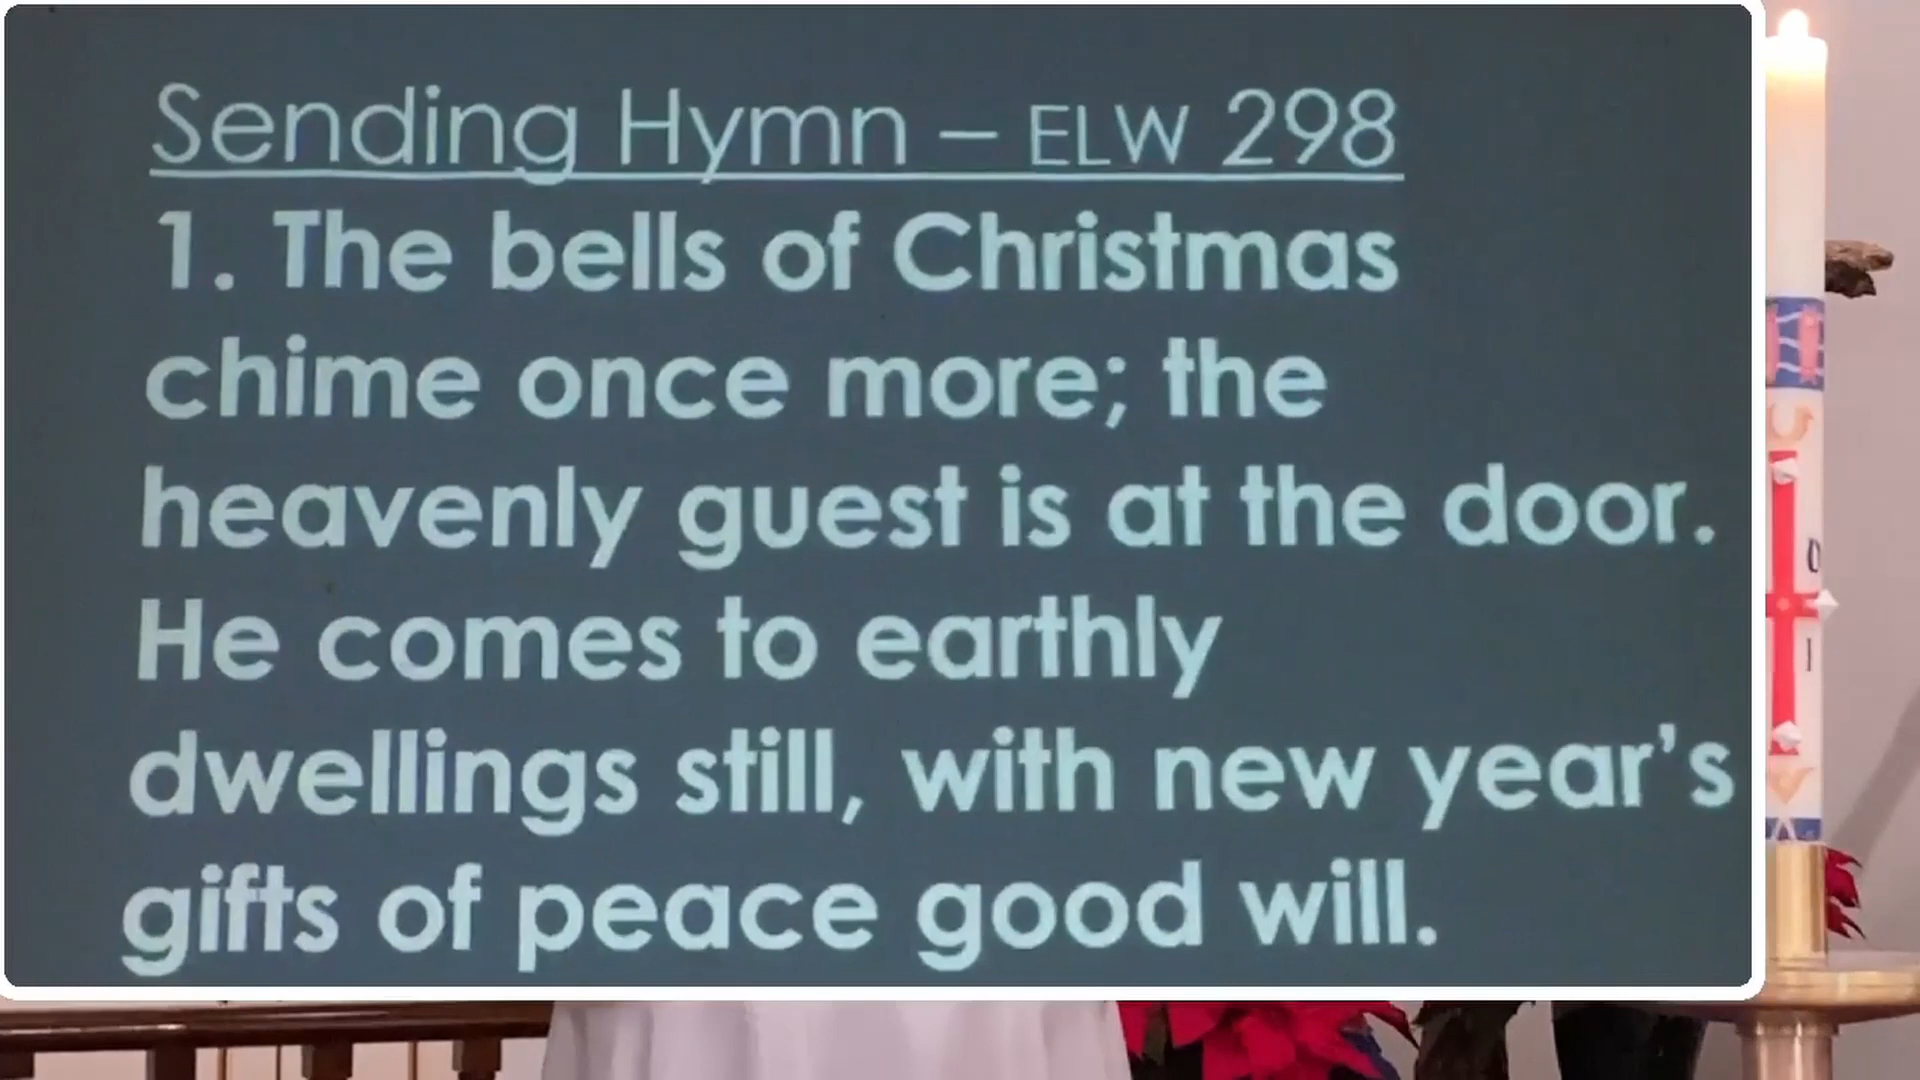 Sending Hymn – ELW 298
1. The bells of Christmas
chime once more; the
heavenly guest is at the door.
He comes to earthly
dwellings still, with new year’s
gifts of peace good will.